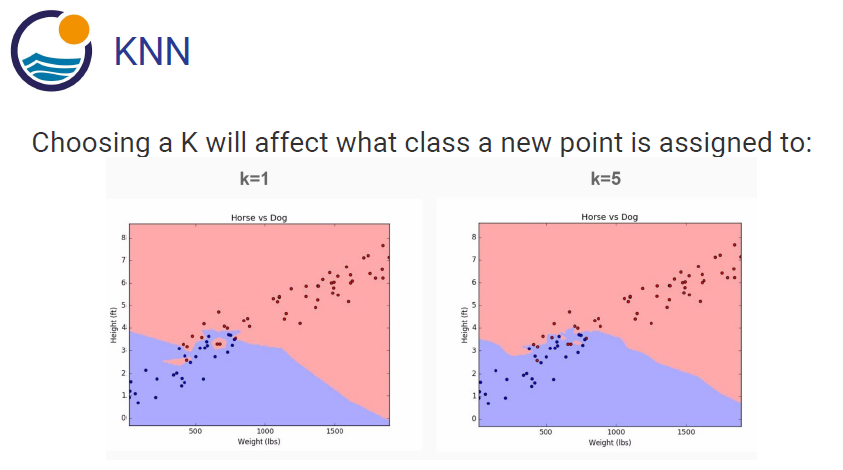 KNN
Choosing a K will affect what class a new point is assigned to:
k=1
k=5
Horse vs Dog
8
7
6
5
4
3
2
1
0
Height (ft)
500
1000
1500
Weight (lbs)
Horse vs Dog
8
7
6
5
4
3
2
1
0
Height (ft)
500
1000
1500
Weight (lbs)